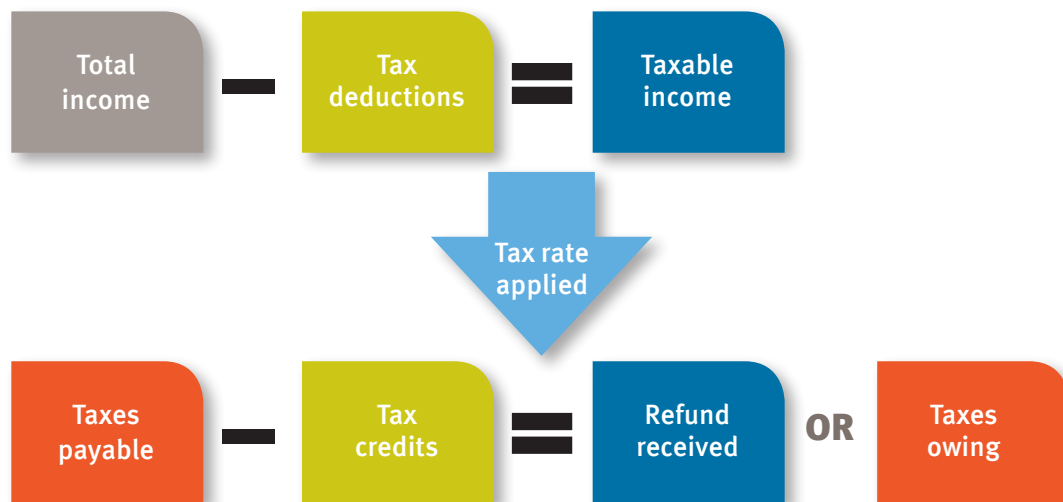 Total
income
Tax
deductions
Taxable
income
Tax rate
applied
Taxes
payable
Tax
credits
Refund
received
OR
Taxes
owing